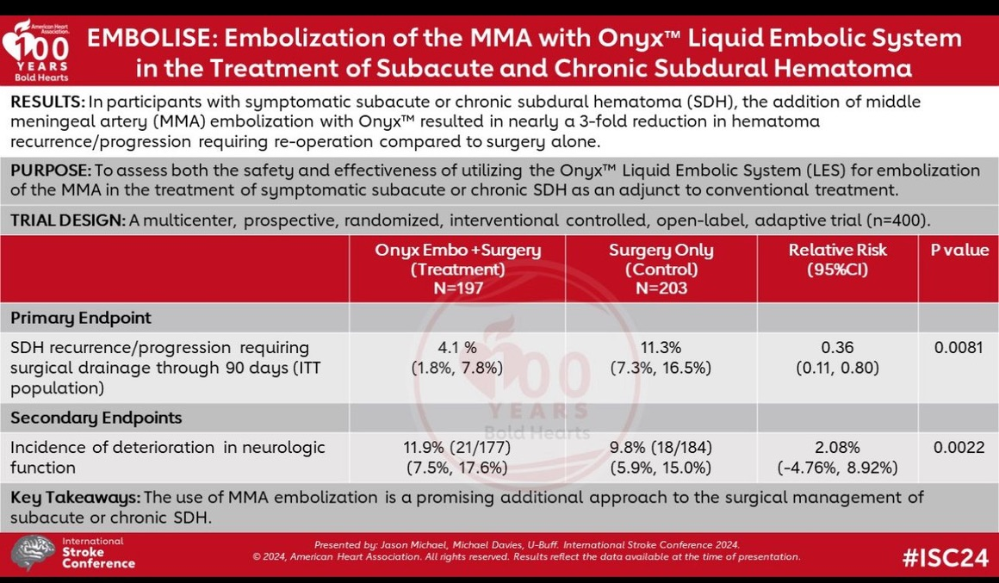 American Heart Association.
100
YEARS
Bold Hearts
EMBOLISE: Embolization of the MMA with Onyx™ Liquid Embolic System
in the Treatment of Subacute and Chronic Subdural Hematoma
RESULTS: In participants with symptomatic subacute or chronic subdural hematoma (SDH), the addition of middle
meningeal artery (MMA) embolization with Onyx™ resulted in nearly a 3-fold reduction in hematoma
recurrence/progression requiring re-operation compared to surgery alone.
PURPOSE: To assess both the safety and effectiveness of utilizing the Onyx™ Liquid Embolic System (LES) for embolization
of the MMA in the treatment of symptomatic subacute or chronic SDH as an adjunct to conventional treatment.
TRIAL DESIGN: A multicenter, prospective, randomized, interventional controlled, open-label, adaptive trial (n=400).
Onyx Embo +Surgery
(Treatment)
N=197
Surgery Only
(Control)
N=203
Relative Risk
(95%CI)
P value
Primary Endpoint
SDH recurrence/progression requiring
surgical drainage through 90 days (ITT
population)
4.1 %
(1.8%, 7.8%)
11.3%
(7.3%, 16.5%)
0.36
(0.11, 0.80)
0.0081
100
YEARS
Bold Hearts
Secondary Endpoints
Incidence of deterioration in neurologic
function
11.9% (21/177)
(7.5%, 17.6%)
9.8% (18/184)
(5.9%, 15.0%)
2.08%
(-4.76%, 8.92%)
0.0022
Key Takeaways: The use of MMA embolization is a promising additional approach to the surgical management of
subacute or chronic SDH.
International
Stroke
Conference
Presented by: Jason Michael, Michael Davies, U-Buff. International Stroke Conference 2024.
© 2024, American Heart Association. All rights reserved. Results reflect the data available at the time of presentation.
#ISC24